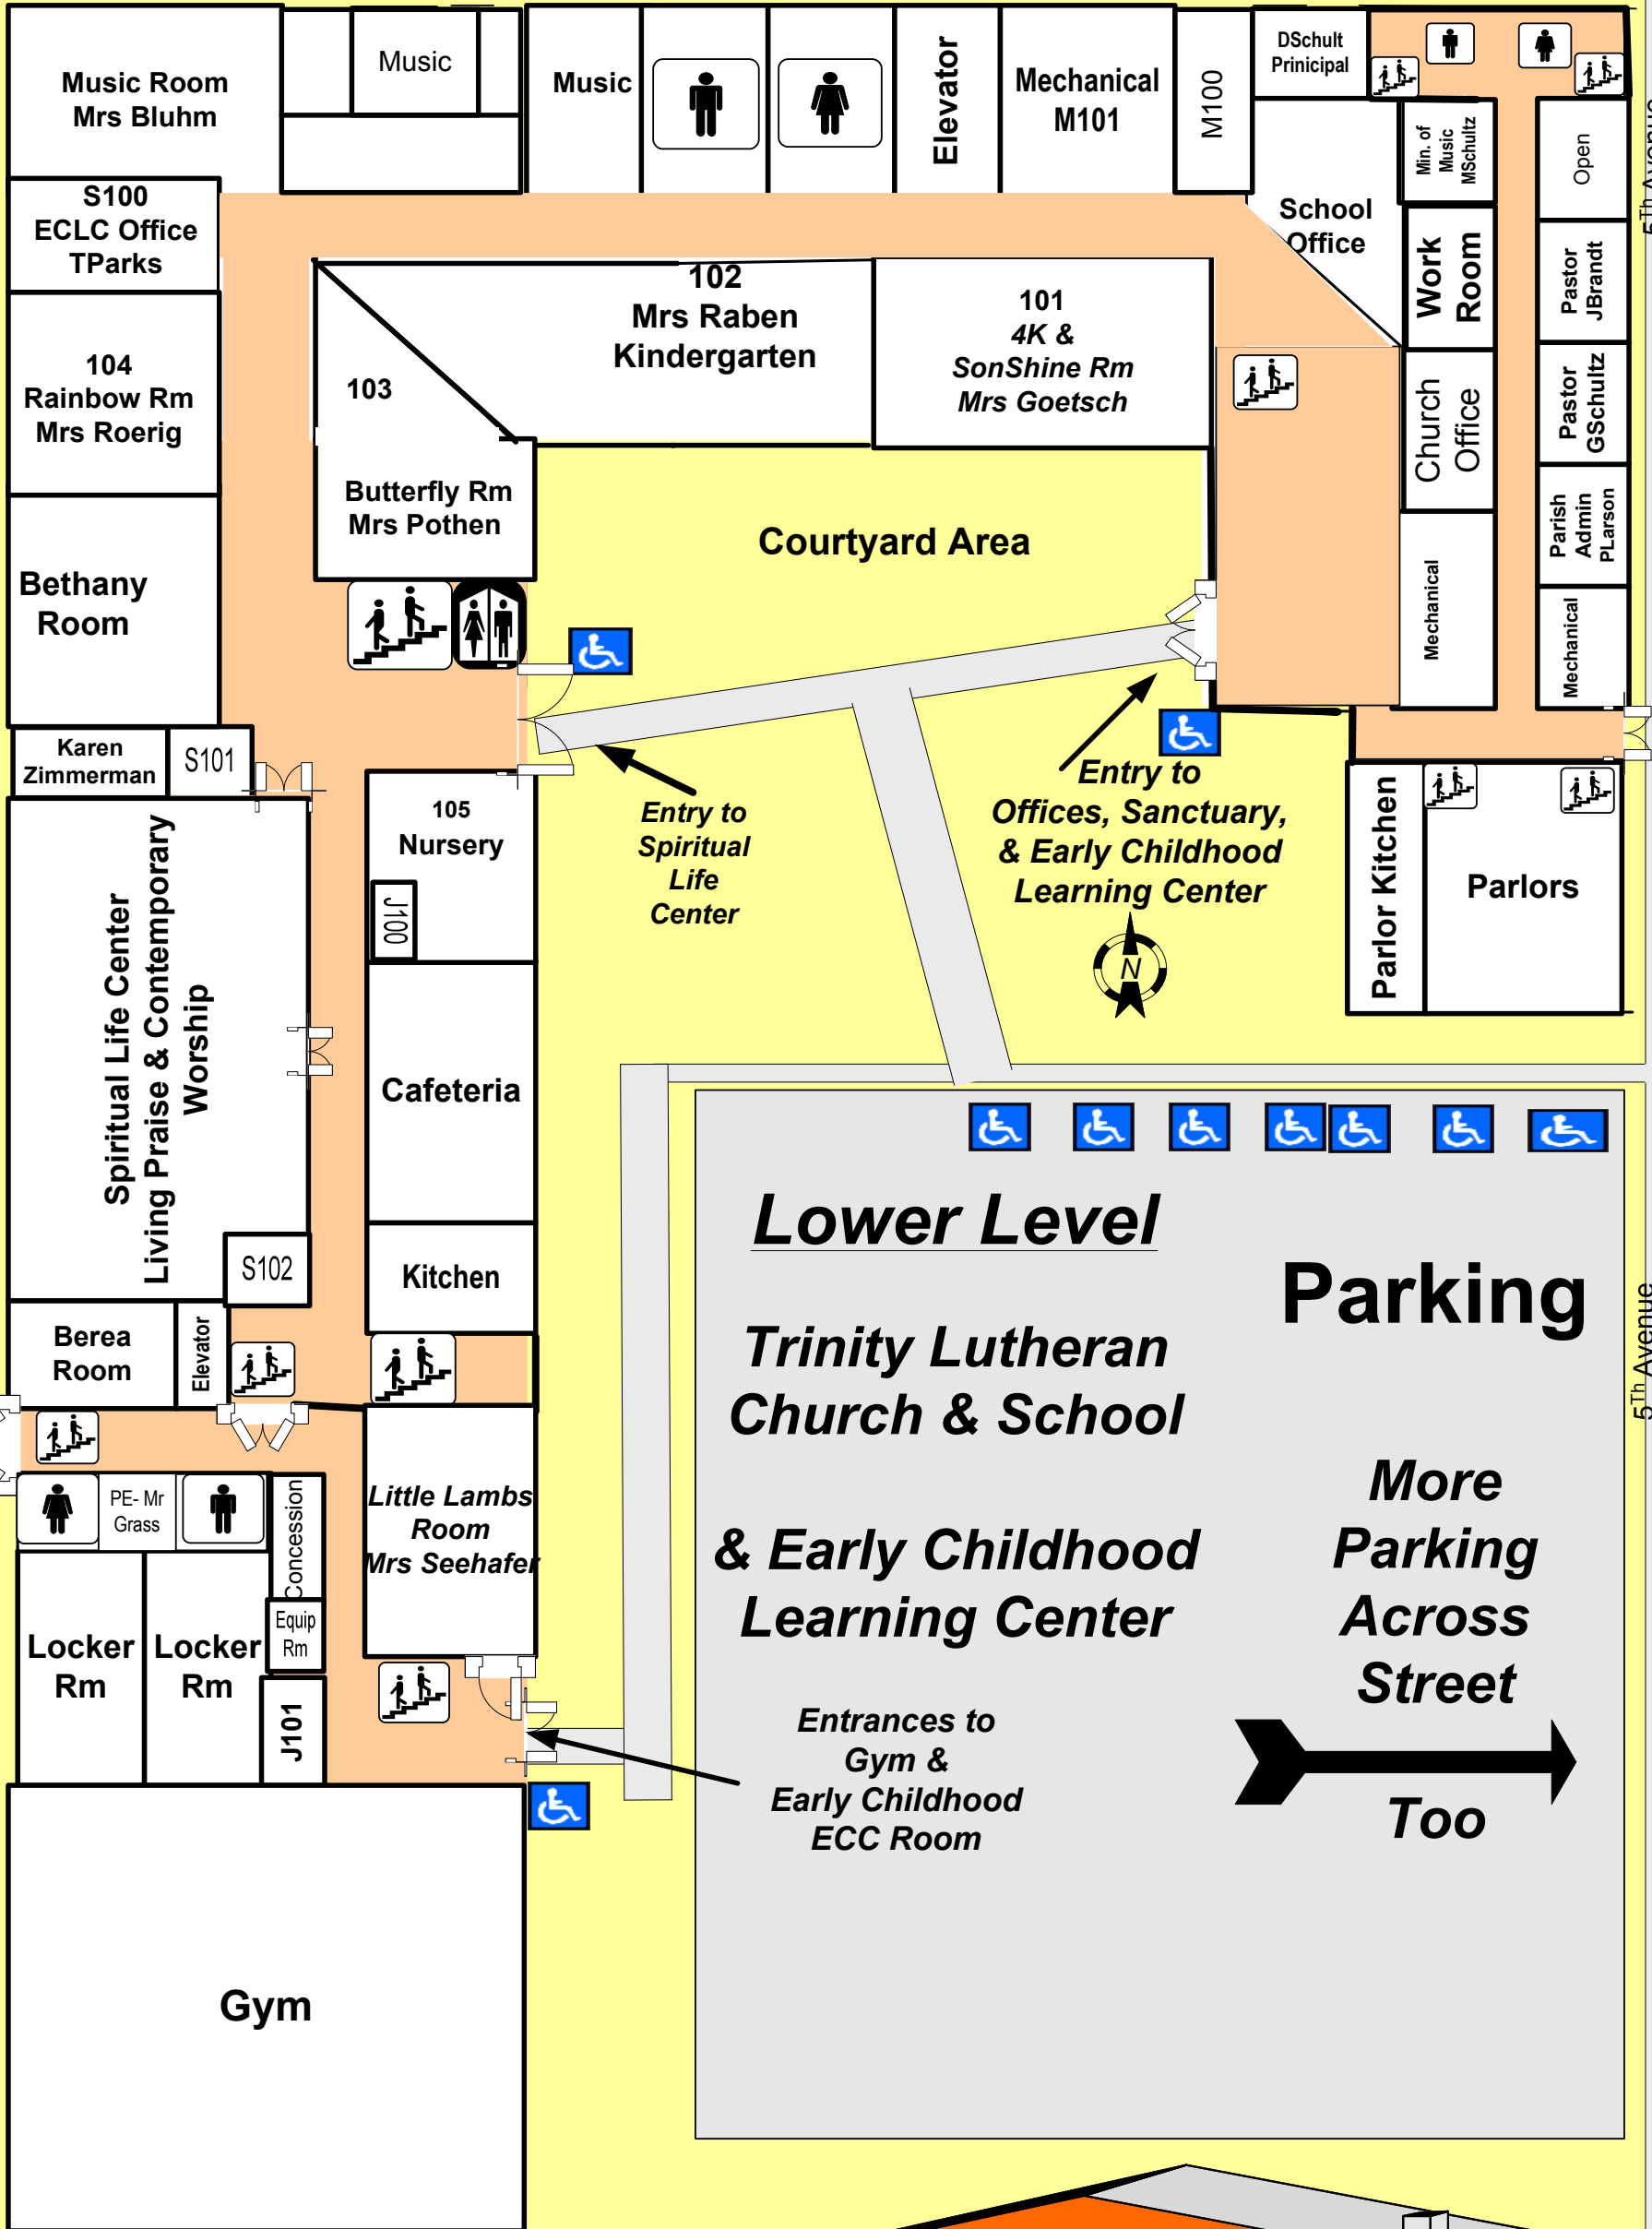 Music Room
Mrs Bluhm
Music
Music
Elevator
Mechanical
M101
M100
DSchult
Prinicipal
5Th Avenue
S100
ECLC Office
TParks
School
Office
Min. of
Music
MSchultz
Open
Work
Room
Pastor
JBrandt
104
Rainbow Rm
Mrs Roerig
103
Butterfly Rm
Mrs Pothen
102
Mrs Raben
Kindergarten
101
4K &
SonShine Rm
Mrs Goetsch
Church
Office
Pastor
GSchultz
Parish
Admin
PLarson
Mechanical
Mechanical
Bethany
Room
Courtyard Area
Karen
Zimmerman
S101
105
Nursery
J100
Entry to
Spiritual
Life
Center
Entry to
Offices, Sanctuary,
& Early Childhood
Learning Center
N
Parlor Kitchen
Parlors
Spiritual Life Center
Living Praise & Contemporary
Worship
Cafeteria
S102
Kitchen
Berea
Room
Elevator
Lower Level
Trinity Lutheran
Church & School
& Early Childhood
Learning Center
Parking
More
Parking
Across
Street
Too
5Th Avenue
PE- Mr
Grass
Concession
Little Lambs
Room
Mrs Seehafer
Locker
Rm
Locker
Rm
Equip
Rm
J101
Entrances to
Gym &
Early Childhood
ECC Room
Gym